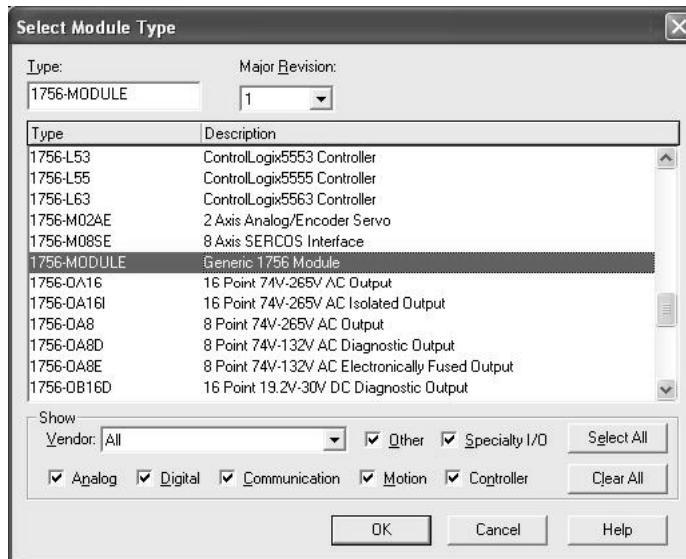 Select Module Type
Type: Major Revision:
1756-MODULE 1
Type Description
1756-L53 ControlLogix5553 Controller
1756-L55 ControlLogix5555 Controller
1756-L63 ControlLogix5563 Controller
1756-M02AE 2 Axis Analog/Encoder Servo
1756-M08SE 8 Axis SERCOS Interface
1756-MODULE Generic 1756 Module
1756-OA16 16 Point 74V-265V AC Output
1756-OA16I 16 Point 74V-265V AC Isolated Output
1756-OA8 8 Point 74V-265V AC Output
1756-OA8D 8 Point 74V-132V AC Diagnostic Output
1756-OA8E 8 Point 74V-132V AC Electronically Fused Output
1756-OB16D 16 Point 19.2V-30V DC Diagnostic Output
Show
Vendor: All Other Specialty I/O Select All
Analog Digital Communication Motion Controller Clear All
OK Cancel Help